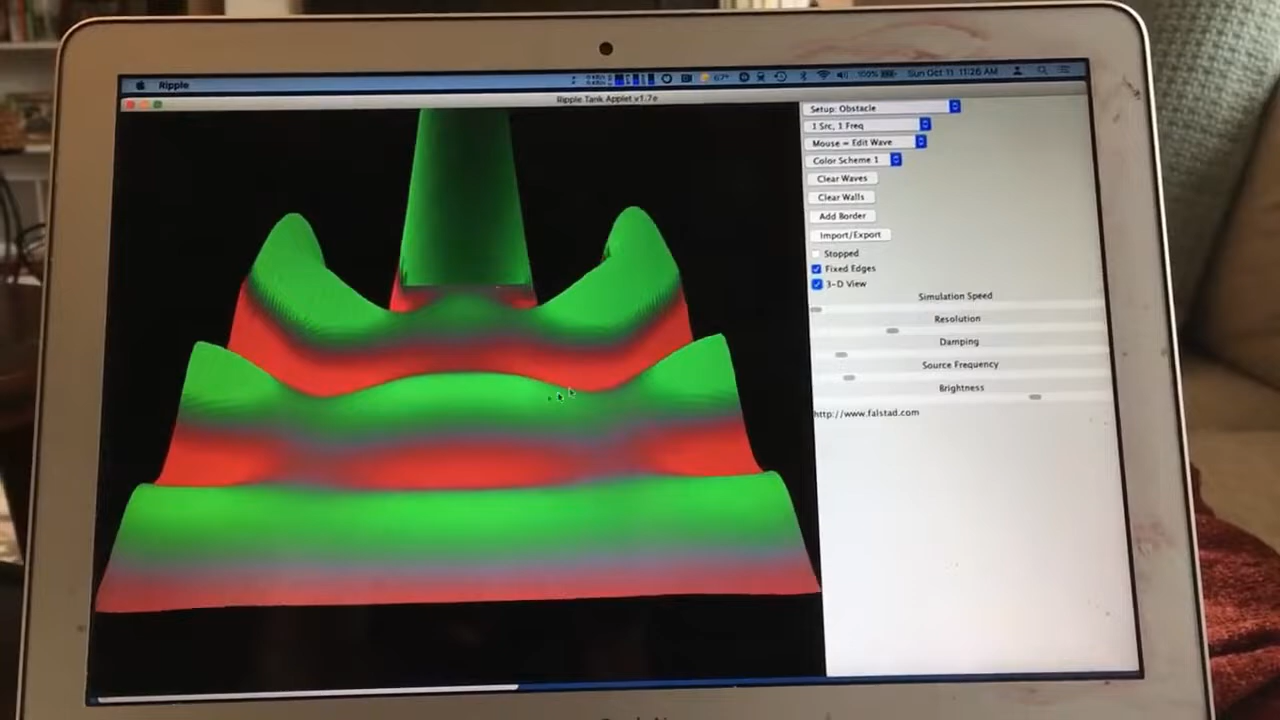 Ripple
67°
100%
Sun Oct 11 11:26 AM
Ripple Tank Applet v1.7e
Setup: Obstacle
1 Src, 1 Freq
Mouse = Edit Wave
Color Scheme 1
Clear Waves
Clear Walls
Add Border
Import/Export
Stopped
Fixed Edges
3-D View
Simulation Speed
Resolution
Damping
Source Frequency
Brightness
http://www.falstad.com